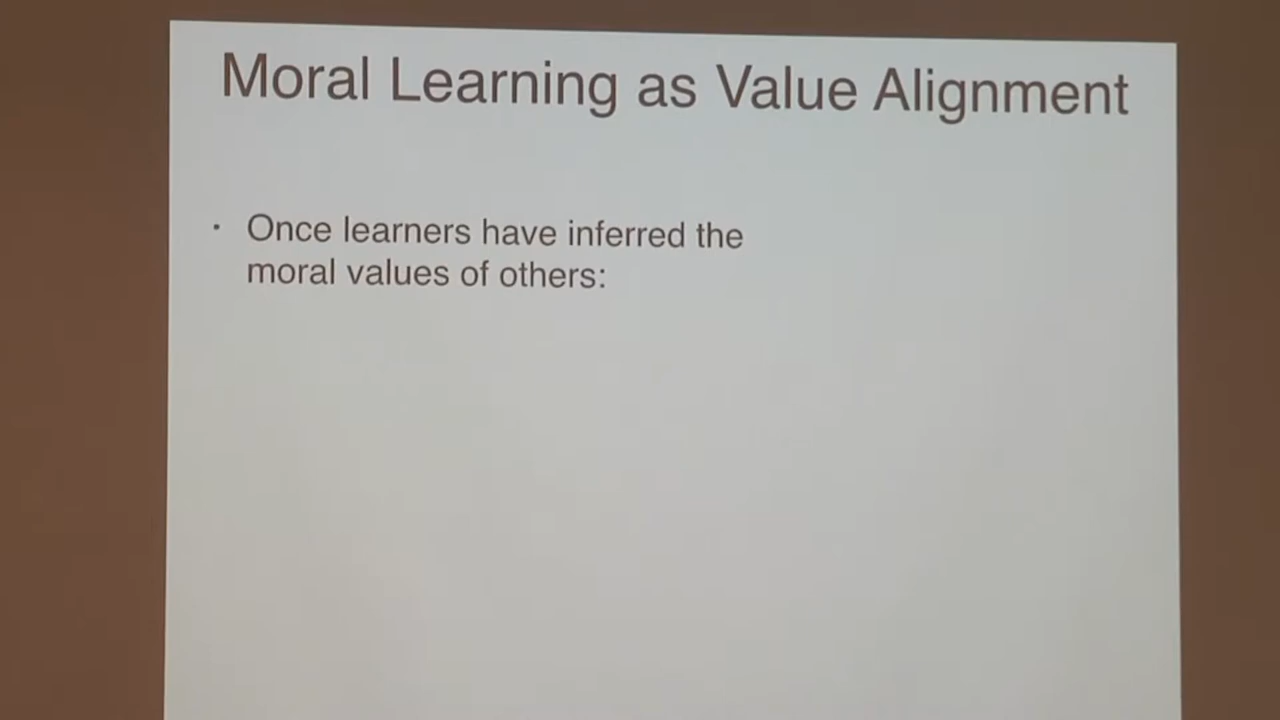 Moral Learning as Value Alignment
· Once learners have inferred the
moral values of others: